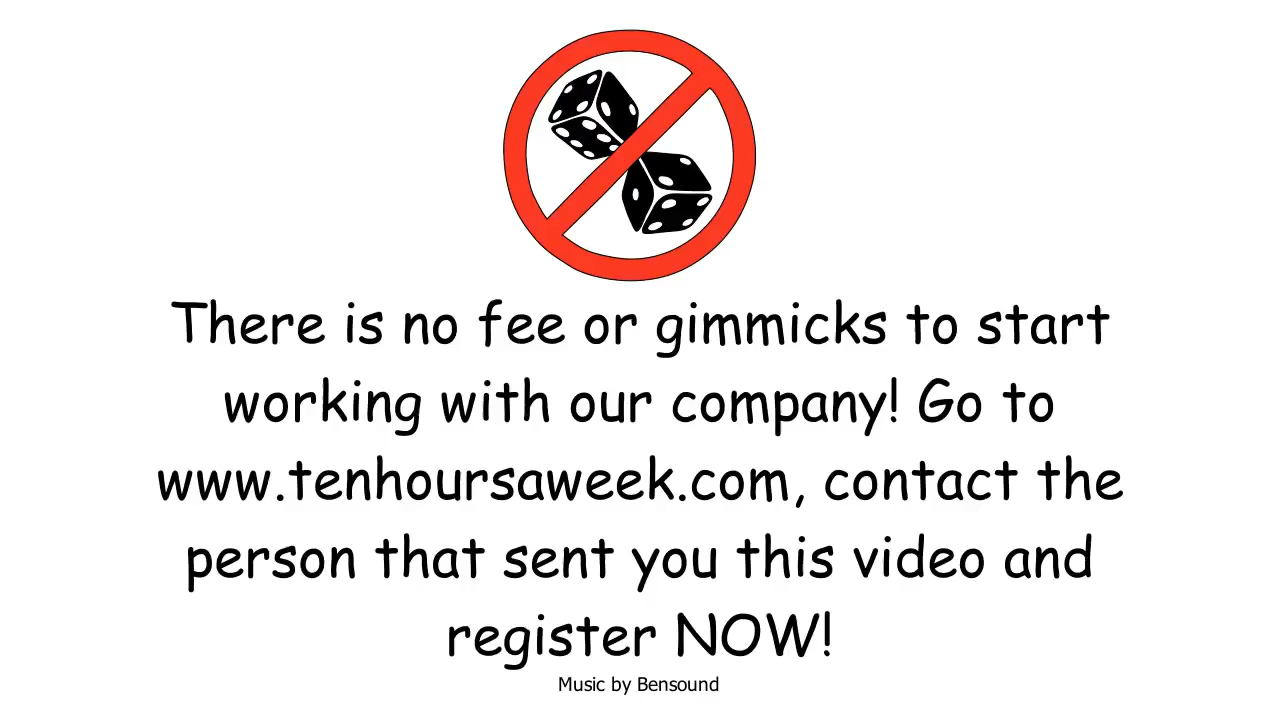 There is no fee or gimmicks to start
working with our company! Go to
www.tenhoursaweek.com, contact the
person that sent you this video and
register NOW!
Music by Bensound